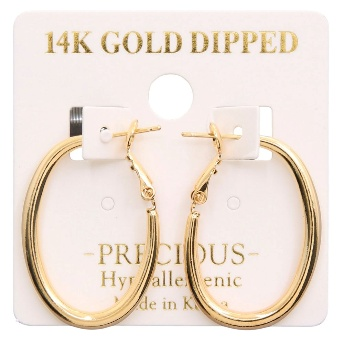 14K GOLD DIPPED
- PRECIOUS -
Hypoallergenic
Made in Korea